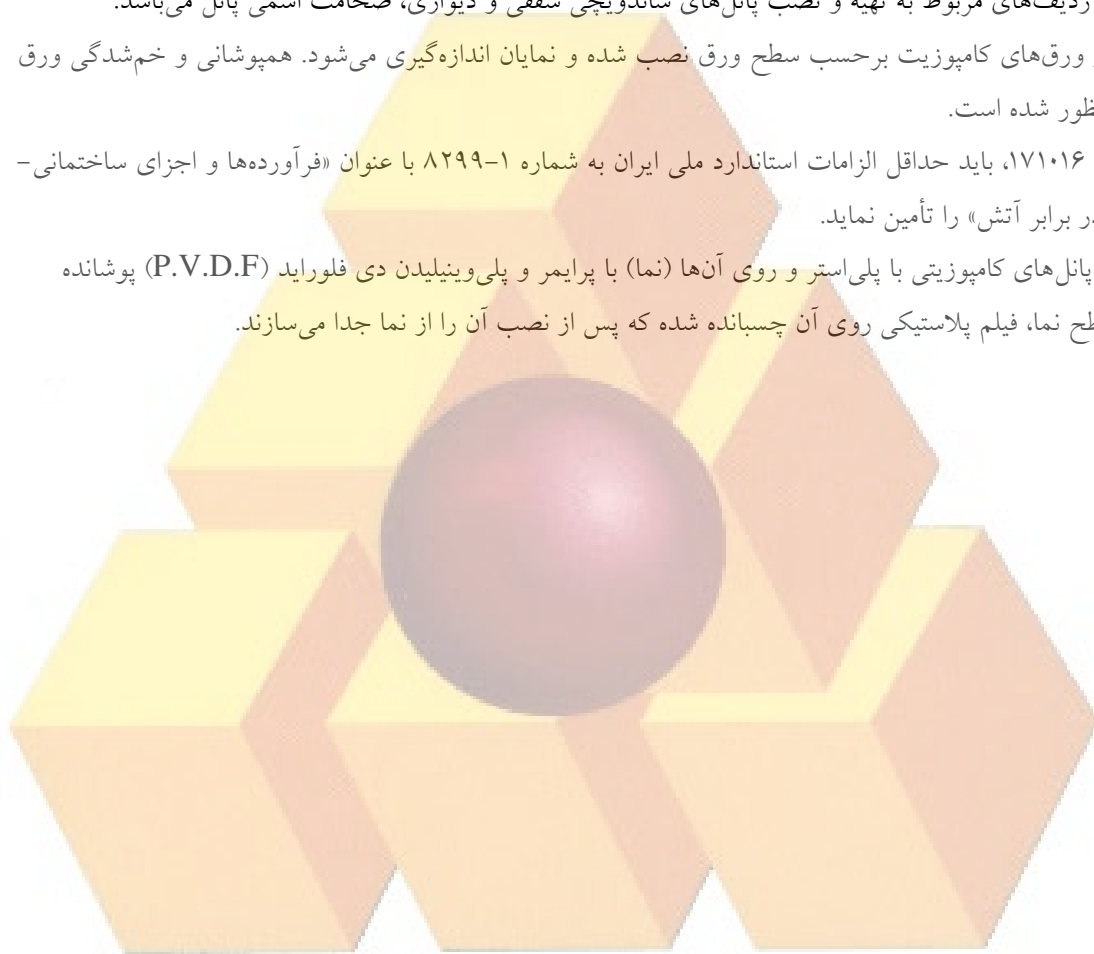 ردیف‌های مربوط به تهیه و نصب پانل‌های ساندویچی سقفی و دیواری، ضخامت اسمی پانل می‌باشد.
ورق‌های کامپوزیت برحسب سطح ورق نصب شده و نمایان اندازه‌گیری می‌شود. همپوشانی و خم‌شدگی ورق
ظور شده است.
۱۷۱۰۱۶، باید حداقل الزامات استاندارد ملی ایران به شماره ۱-۸۲۹۹ با عنوان «فرآورده‌ها و اجزای ساختمانی-
در برابر آتش» را تأمین نماید.
پانل‌های کامپوزیتی با پلی‌استر و روی آن‌ها (نما) با پرایمر و پلی‌وینیلیدن دی فلوراید (P.V.D.F) پوشانده
طح نما، فیلم پلاستیکی روی آن چسبانده شده که پس از نصب آن را از نما جدا می‌سازند.